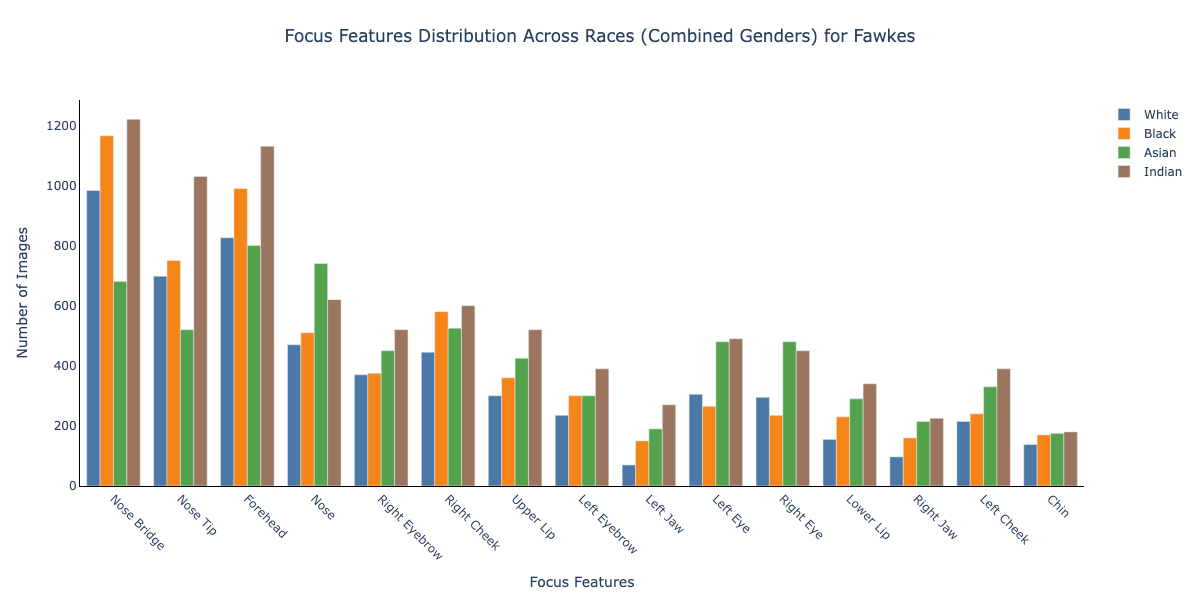 Focus Features Distribution Across Races (Combined Genders) for Fawkes
White
Black
Asian
Indian
Number of Images
1200
1000
800
600
400
200
0
Nose Bridge
Nose Tip
Forehead
Nose
Right Eyebrow
Right Cheek
Upper Lip
Left Eyebrow
Left Jaw
Left Eye
Right Eye
Lower Lip
Right Jaw
Left Cheek
Chin
Focus Features